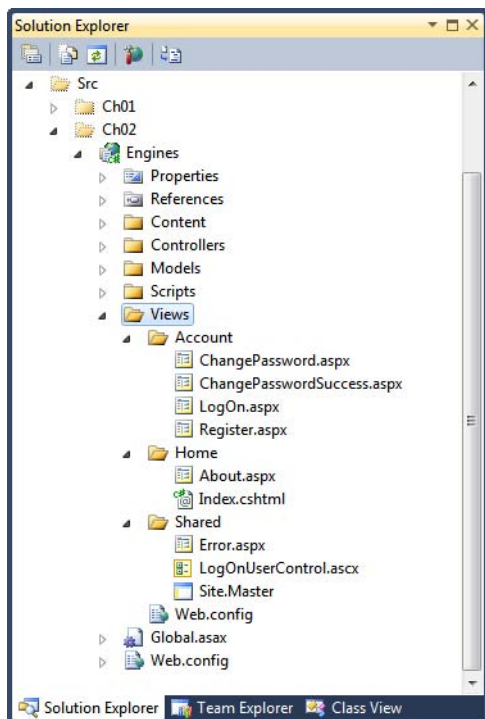 Solution Explorer
Src
Ch01
Ch02
Engines
Properties
References
Content
Controllers
Models
Scripts
Views
Account
ChangePassword.aspx
ChangePasswordSuccess.aspx
LogOn.aspx
Register.aspx
Home
About.aspx
Index.cshtml
Shared
Error.aspx
LogOnUserControl.ascx
Site.Master
Web.config
Global.asax
Web.config
Solution Explorer Team Explorer Class View